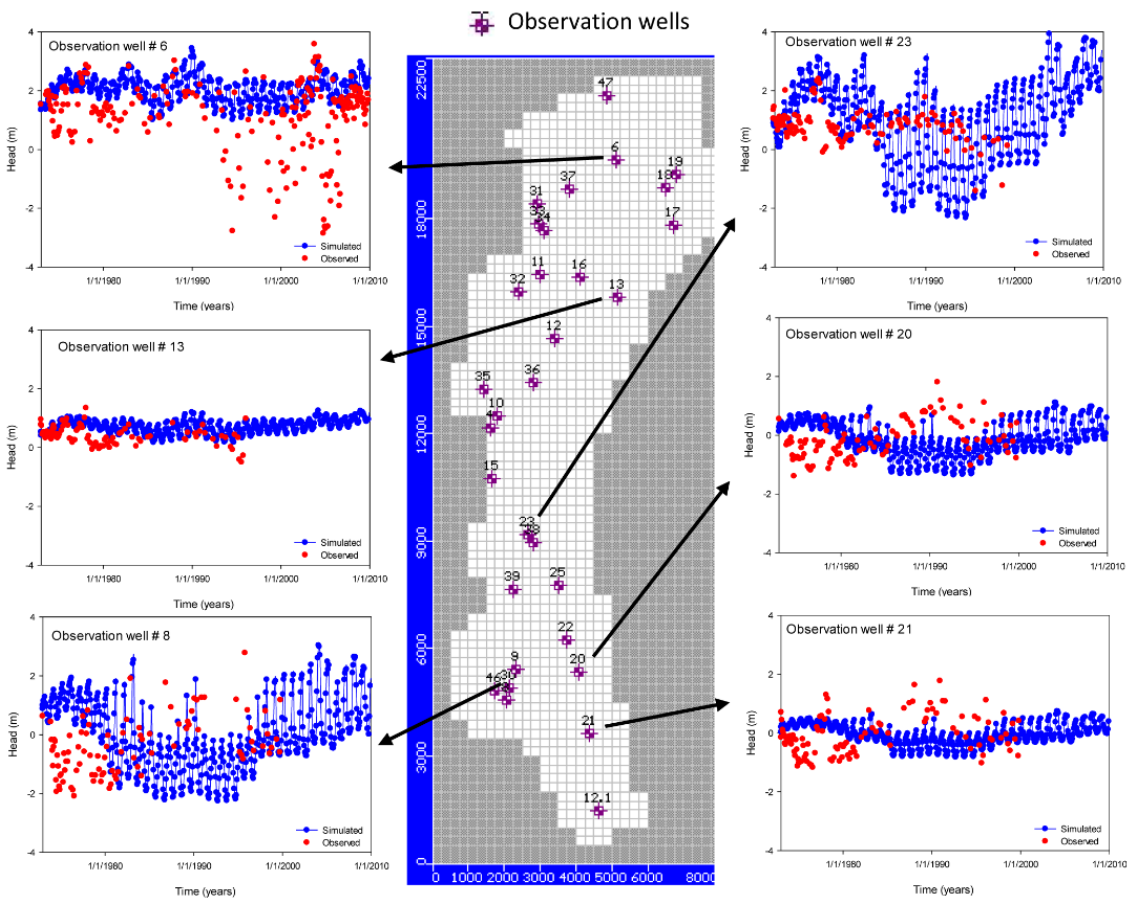 Observation wells
Observation well # 6
Head (m)
4
2
0
-2
-4
Simulated
Observed
1/1/1980
1/1/1990
1/1/2000
1/1/2010
Time (years)
Observation well # 13
Head (m)
4
2
0
-2
-4
Simulated
Observed
1/1/1980
1/1/1990
1/1/2000
1/1/2010
Time (years)
Observation well # 8
Head (m)
4
2
0
-2
-4
Simulated
Observed
1/1/1980
1/1/1990
1/1/2000
1/1/2010
Time (years)
22500
18000
15000
12000
9000
6000
3000
0
47
6
19
37
18
31
17
11
16
32
13
12
36
35
10
15
23
39
25
22
9
20
46
21
12.1
0 1000 2000 3000 4000 5000 6000 8000
Observation well # 23
Head (m)
4
2
0
-2
-4
Simulated
Observed
1/1/1980
1/1/1990
1/1/2000
1/1/2010
Time (years)
Observation well # 20
Head (m)
4
2
0
-2
-4
Simulated
Observed
1/1/1980
1/1/1990
1/1/2000
1/1/2010
Time (years)
Observation well # 21
Head (m)
4
2
0
-2
-4
Simulated
Observed
1/1/1980
1/1/1990
1/1/2000
1/1/2010
Time (years)